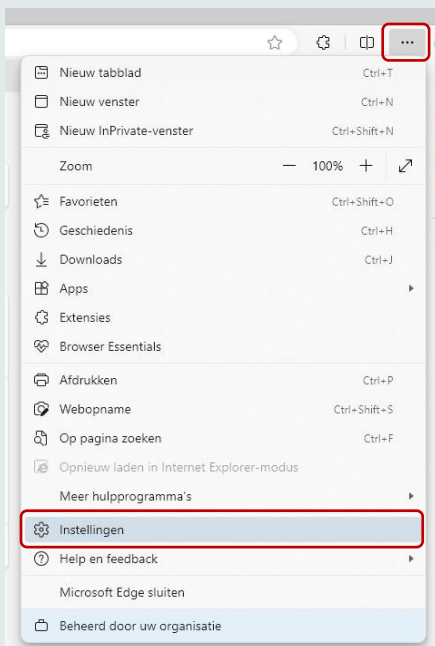 Nieuw tabblad Ctrl+T
Nieuw venster Ctrl+N
Nieuw InPrivate-venster Ctrl+Shift+N
Zoom — 100% +
Favorieten Ctrl+Shift+O
Geschiedenis Ctrl+H
Downloads Ctrl+J
Apps
Extensies
Browser Essentials
Afdrukken Ctrl+P
Webopname Ctrl+Shift+S
Op pagina zoeken Ctrl+F
Opnieuw laden in Internet Explorer-modus
Meer hulpprogramma's
Instellingen
Help en feedback
Microsoft Edge sluiten
Beheerd door uw organisatie